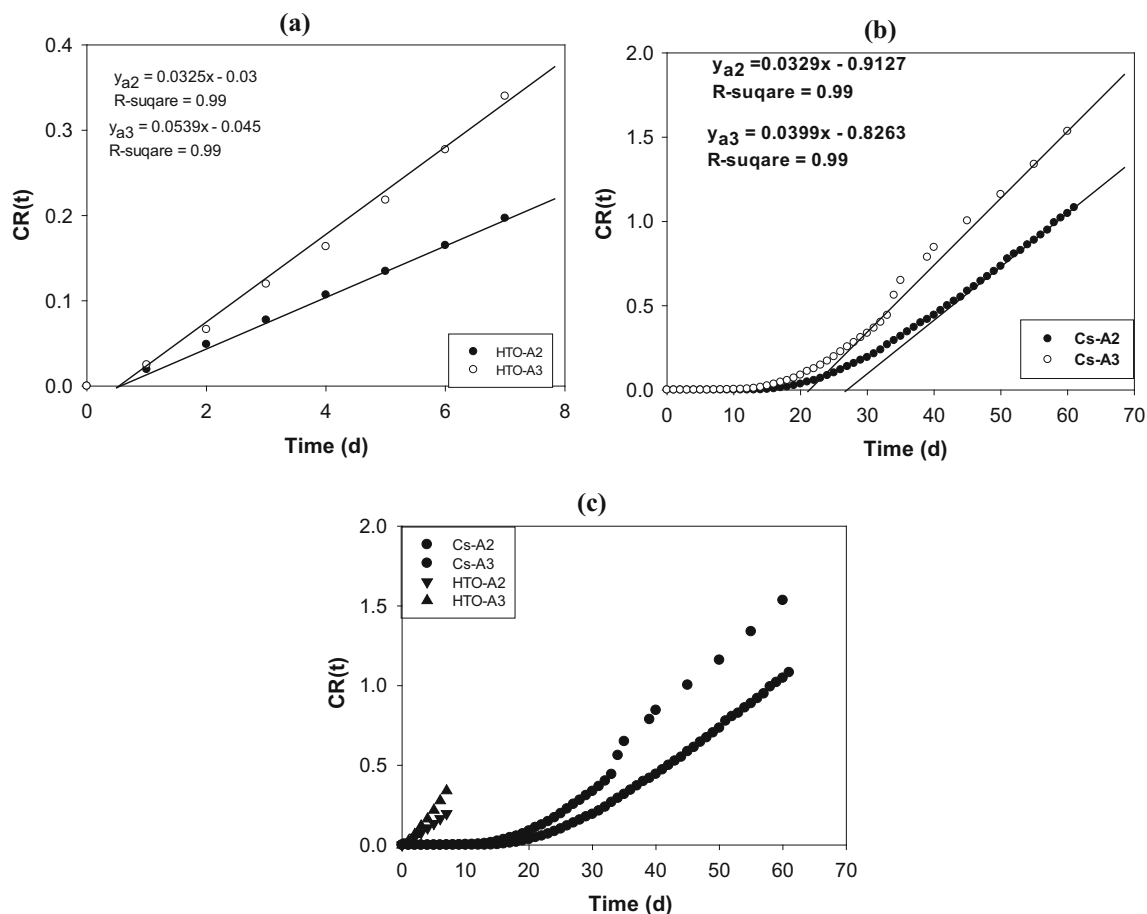 (a)
0.4
0.3
0.2
0.1
0.0
CR(t)
y_a2 = 0.0325x - 0.03
R-suqare = 0.99
y_a3 = 0.0539x - 0.045
R-suqare = 0.99
HTO-A2
HTO-A3
0 2 4 6 8
Time (d)
(b)
2.0
1.5
1.0
0.5
0.0
CR(t)
y_a2 =0.0329x - 0.9127
R-suqare = 0.99
y_a3 = 0.0399x - 0.8263
R-suqare = 0.99
Cs-A2
Cs-A3
0 10 20 30 40 50 60 70
Time (d)
(c)
2.0
1.5
1.0
0.5
0.0
CR(t)
Cs-A2
Cs-A3
HTO-A2
HTO-A3
0 10 20 30 40 50 60 70
Time (d)